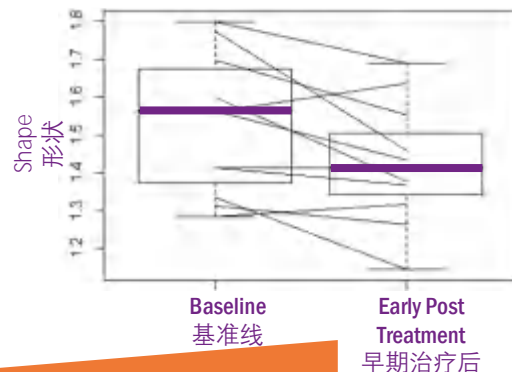 1.8
1.7
1.6
1.5
1.4
1.3
1.2
Shape
形状
Baseline
基准线
Early Post
Treatment
早期治疗后